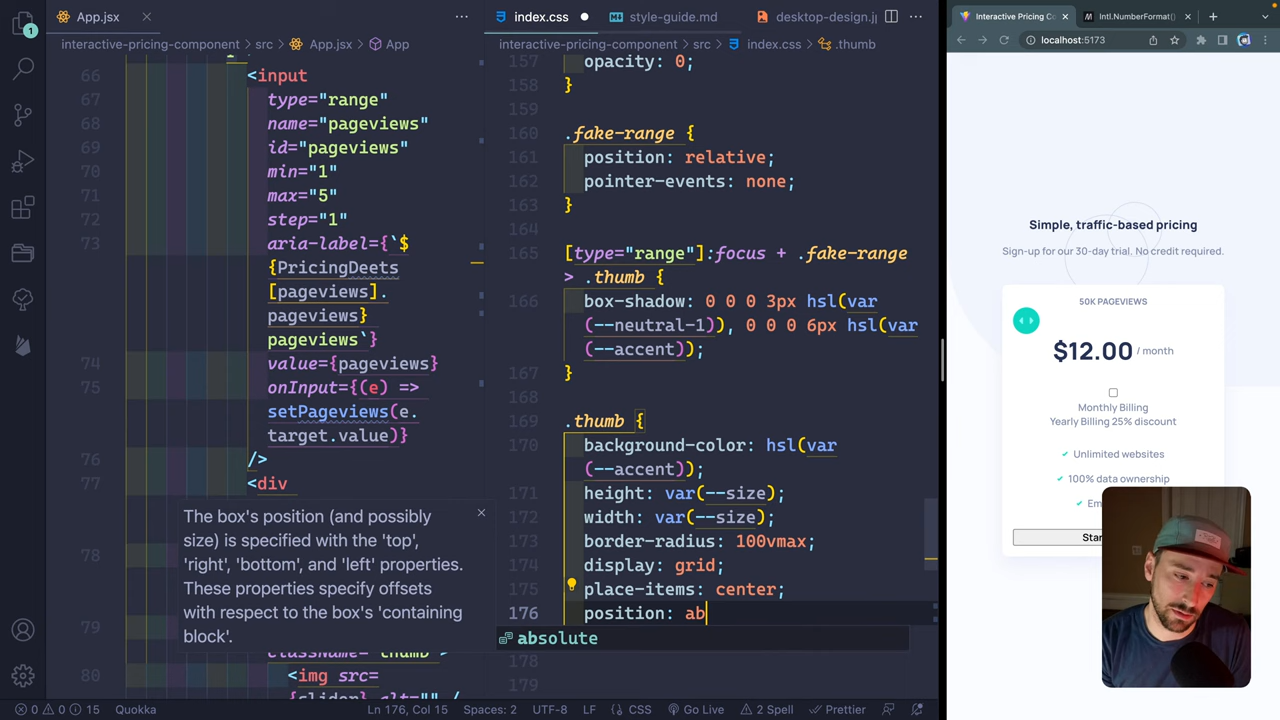 App.jsx
index.css
style-guide.md
desktop-design.j
interactive-pricing-component › src › App.jsx › App
interactive-pricing-component › src › index.css › .thumb
1
66 <input
67 type="range"
68 name="pageviews"
69 id="pageviews"
70 min="1"
71 max="5"
72 step="1"
73 aria-label={`$
{PricingDeets
[pageviews].
pageviews}
pageviews`}
74 value={pageviews}
75 onInput={(e) =>
setPageviews(e.
target.value)}
76 />
77 <div
78
79
className="thumb">
80 <img src=
{slider} alt="" /
The box's position (and possibly
size) is specified with the 'top',
'right', 'bottom', and 'left' properties.
These properties specify offsets
with respect to the box's 'containing
block'.
157 opacity: 0;
158 }
159
160 .fake-range {
161 position: relative;
162 pointer-events: none;
163 }
164
165 [type="range"]:focus + .fake-range
> .thumb {
166 box-shadow: 0 0 0 3px hsl(var
(--neutral-1)), 0 0 0 6px hsl(var
(--accent));
167 }
168
169 .thumb {
170 background-color: hsl(var
(--accent));
171 height: var(--size);
172 width: var(--size);
173 border-radius: 100vmax;
174 display: grid;
175 place-items: center;
176 position: ab
absolute
178
179
0 0 15 Quokka
Ln 176, Col 15 Spaces: 2 UTF-8 LF CSS Go Live 2 Spell Prettier
Interactive Pricing Co
Intl.NumberFormat()
localhost:5173
Simple, traffic-based pricing
Sign-up for our 30-day trial. No credit required.
50K PAGEVIEWS
$12.00 / month
Monthly Billing
Yearly Billing 25% discount
Unlimited websites
100% data ownership
Em
Star